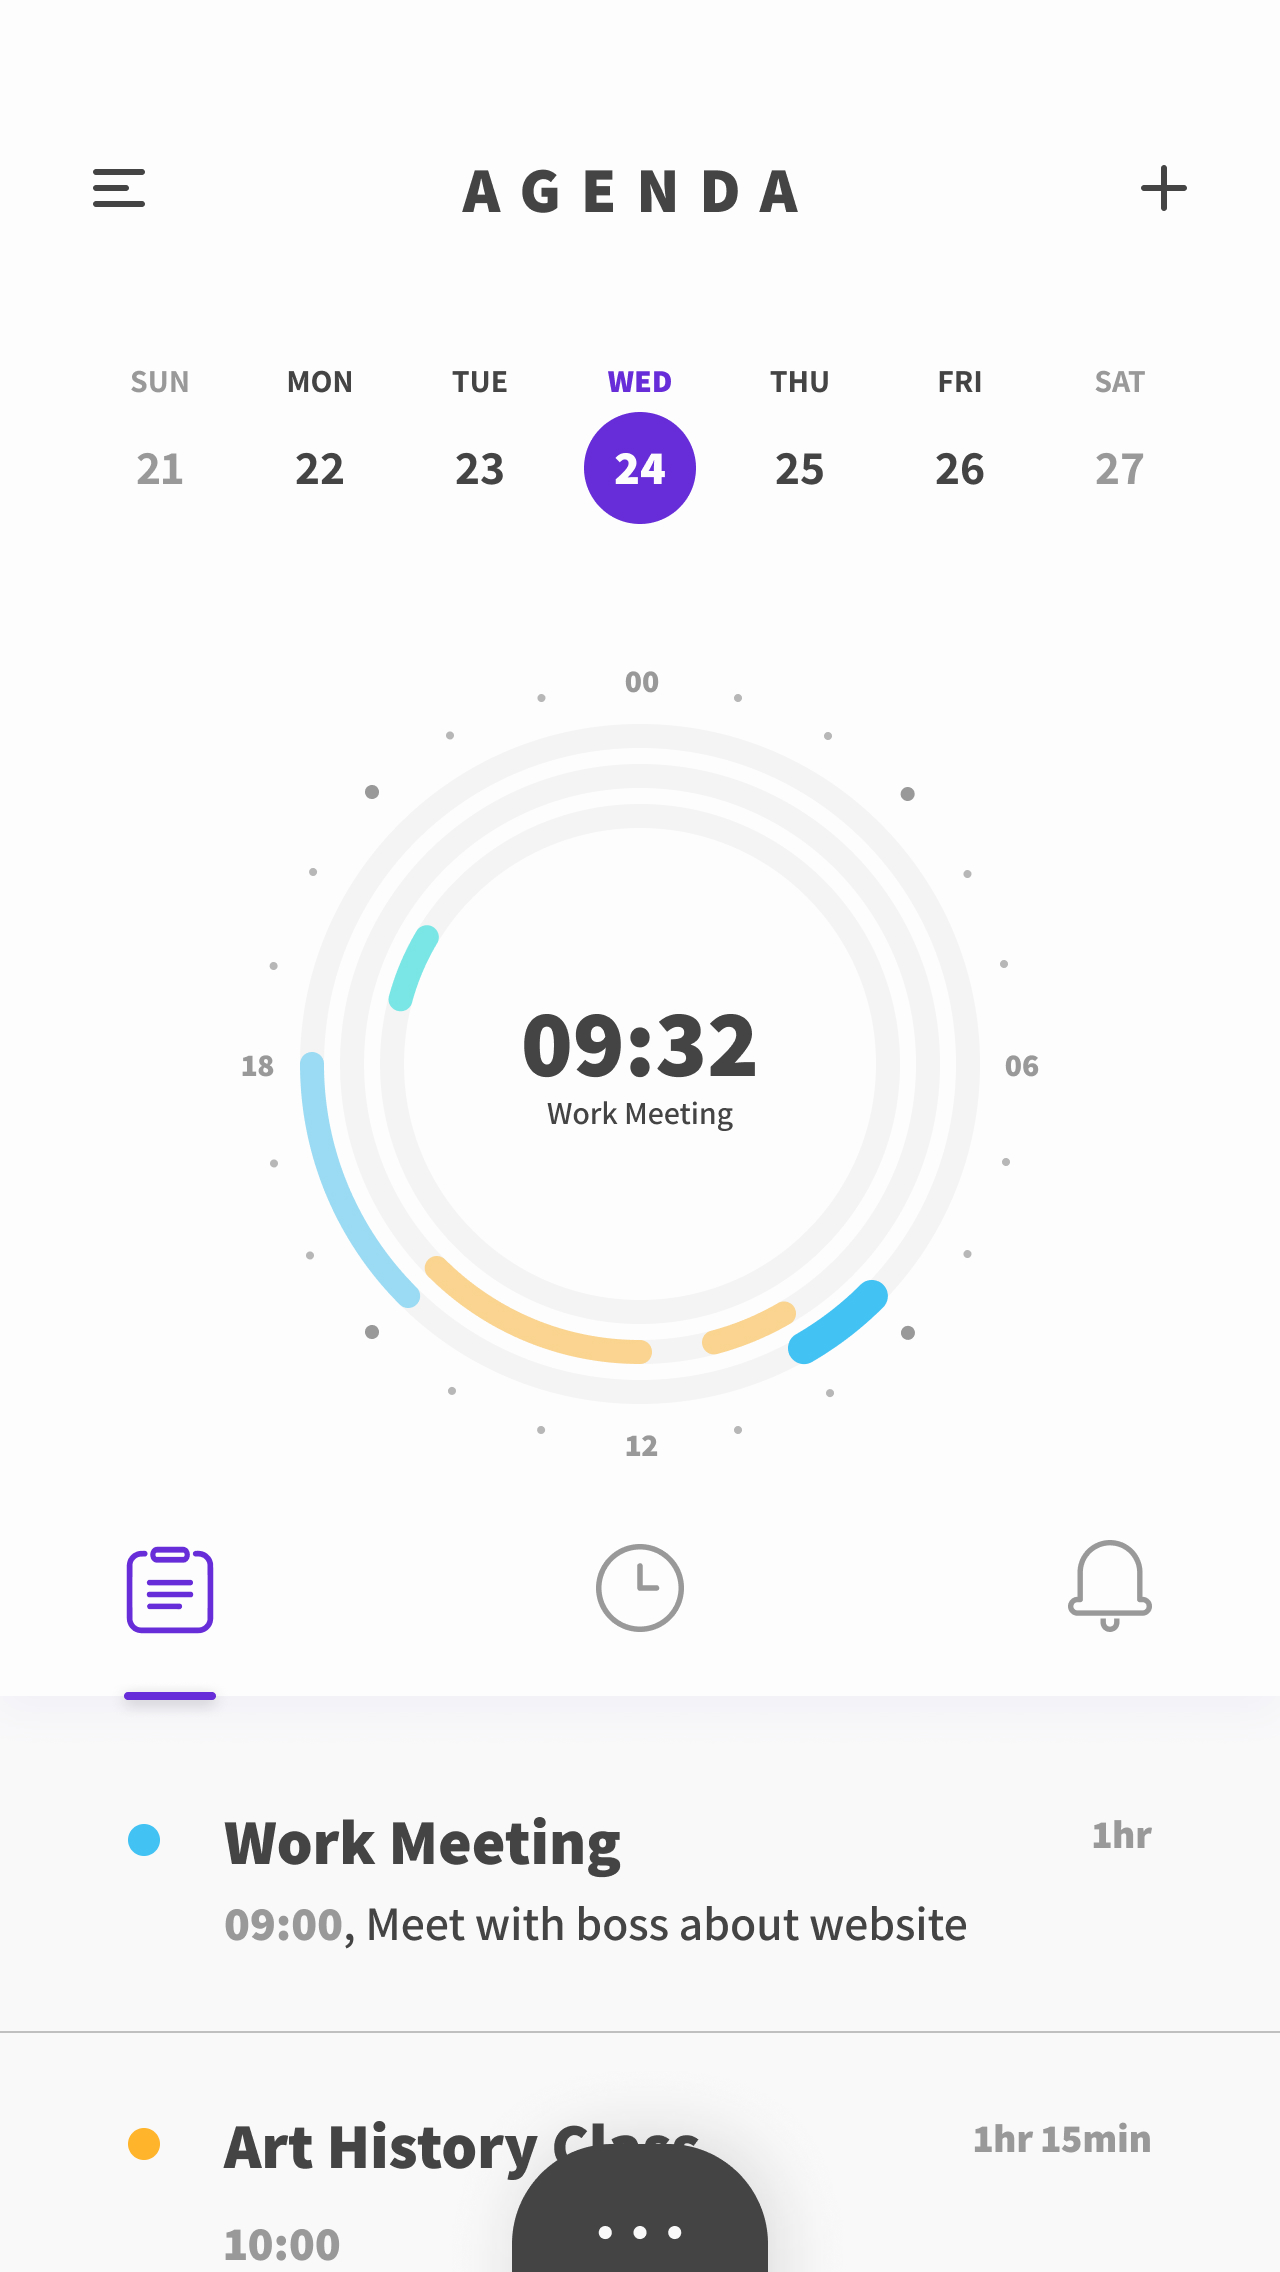 AGENDA
SUN MON TUE WED THU FRI SAT
21 22 23 24 25 26 27
00
18
09:32
06
Work Meeting
12
Work Meeting 1hr
09:00, Meet with boss about website
Art History Class 1hr 15min
10:00